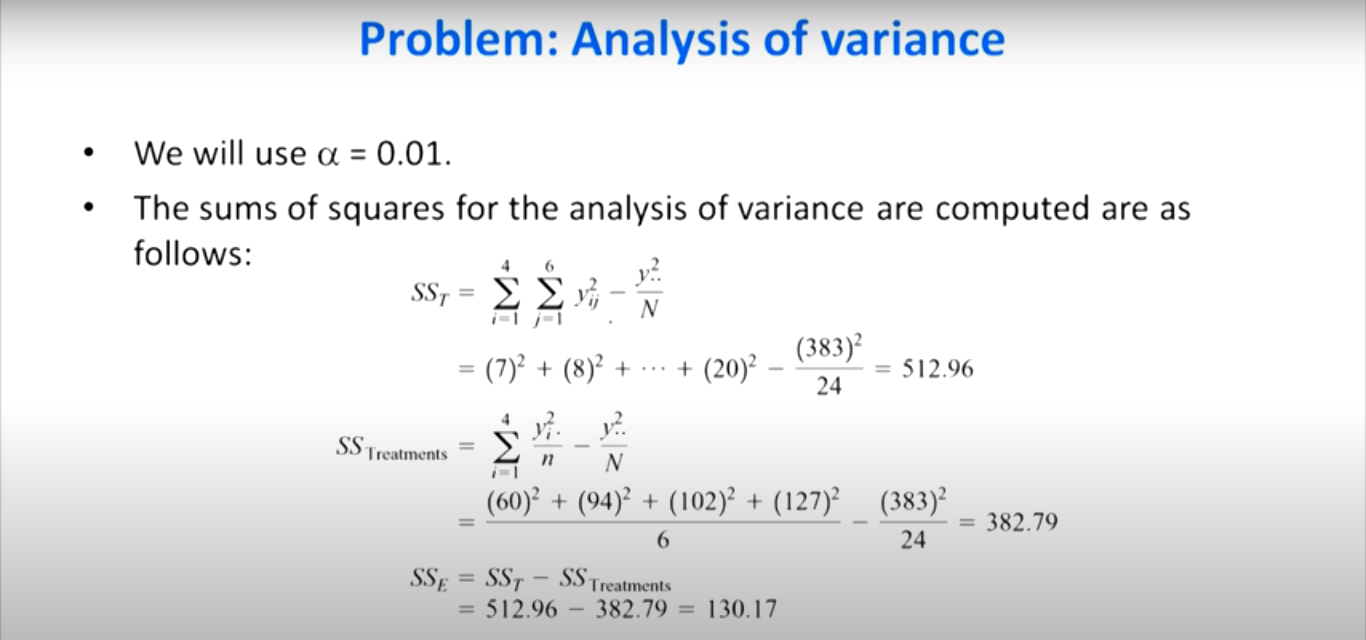 Problem: Analysis of variance
• We will use α = 0.01.
• The sums of squares for the analysis of variance are computed are as
follows:
SS_T = \sum_{i=1}^{4} \sum_{j=1}^{6} y_{ij}^2 - \frac{y_{..}^2}{N}
= (7)² + (8)² + ··· + (20)² − \frac{(383)²}{24} = 512.96
SS_{Treatments} = \sum_{i=1}^{4} \frac{y_{i.}^2}{n} - \frac{y_{..}^2}{N}
= \frac{(60)² + (94)² + (102)² + (127)²}{6} − \frac{(383)²}{24} = 382.79
SS_E = SS_T − SS_{Treatments}
= 512.96 − 382.79 = 130.17